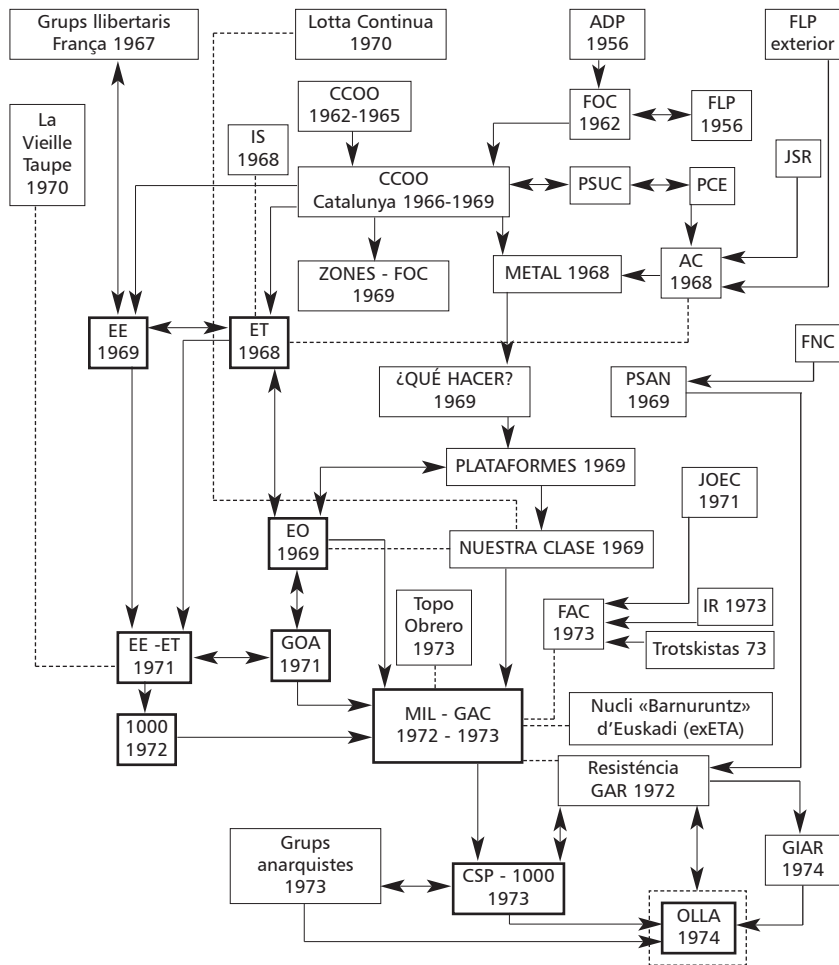 Grups llibertaris
França 1967
Lotta Continua
1970
ADP
1956
FLP
exterior
La
Vieille
Taupe
1970
CCOO
1962-1965
IS
1968
FOC
1962
FLP
1956
JSR
CCOO
Catalunya 1966-1969
PSUC
PCE
ZONES - FOC
1969
METAL 1968
AC
1968
EE
1969
ET
1968
FNC
¿QUÉ HACER?
1969
PSAN
1969
PLATAFORMES 1969
JOEC
1971
EO
1969
NUESTRA CLASE 1969
Topo
Obrero
1973
FAC
1973
IR 1973
Trotskistas 73
EE -ET
1971
GOA
1971
MIL - GAC
1972 - 1973
Nucli «Barnuruntz»
d'Euskadi (exETA)
1000
1972
Resisténcia
GAR 1972
Grups
anarquistes
1973
CSP - 1000
1973
GIAR
1974
OLLA
1974